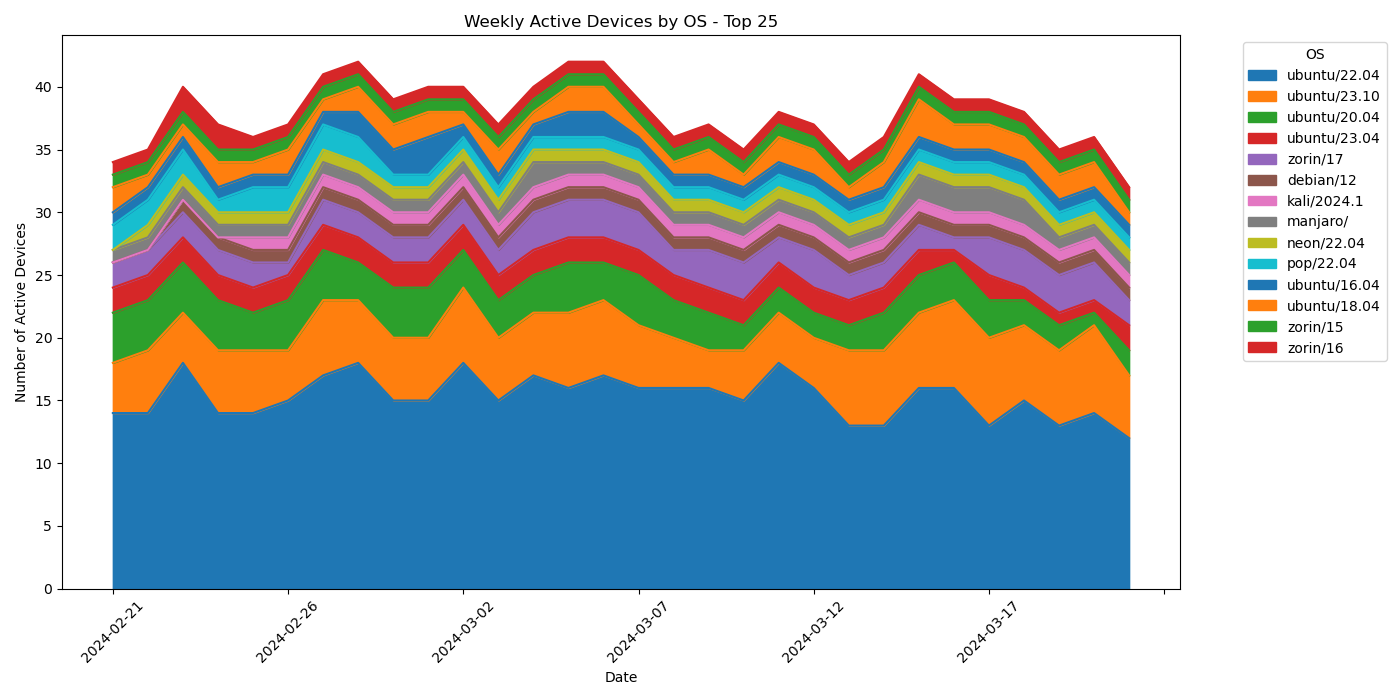 Weekly Active Devices by OS - Top 25
Number of Active Devices
40
35
30
25
20
15
10
5
0
2024-02-21
2024-02-26
2024-03-02
2024-03-07
2024-03-12
2024-03-17
Date
OS
ubuntu/22.04
ubuntu/23.10
ubuntu/20.04
ubuntu/23.04
zorin/17
debian/12
kali/2024.1
manjaro/
neon/22.04
pop/22.04
ubuntu/16.04
ubuntu/18.04
zorin/15
zorin/16